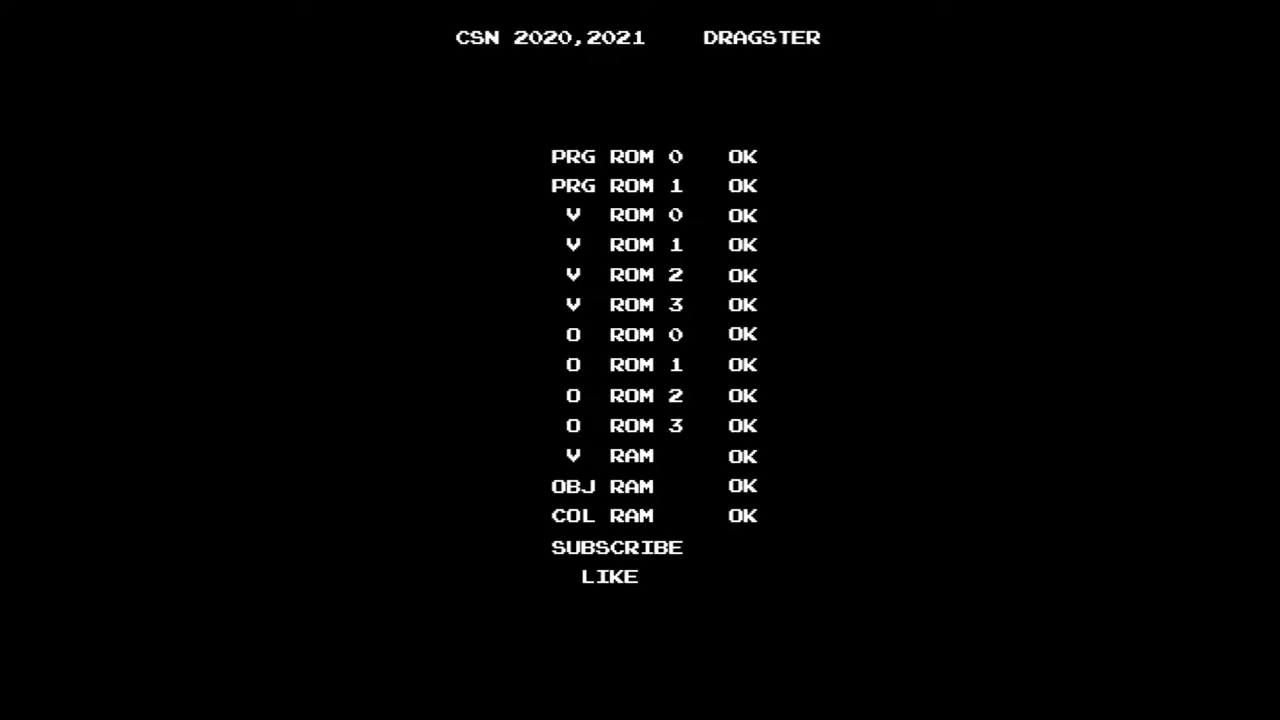 CSN 2020,2021 DRAGSTER
PRG ROM 0 OK
PRG ROM 1 OK
V ROM 0 OK
V ROM 1 OK
V ROM 2 OK
V ROM 3 OK
O ROM 0 OK
O ROM 1 OK
O ROM 2 OK
O ROM 3 OK
V RAM OK
OBJ RAM OK
COL RAM OK
SUBSCRIBE
LIKE